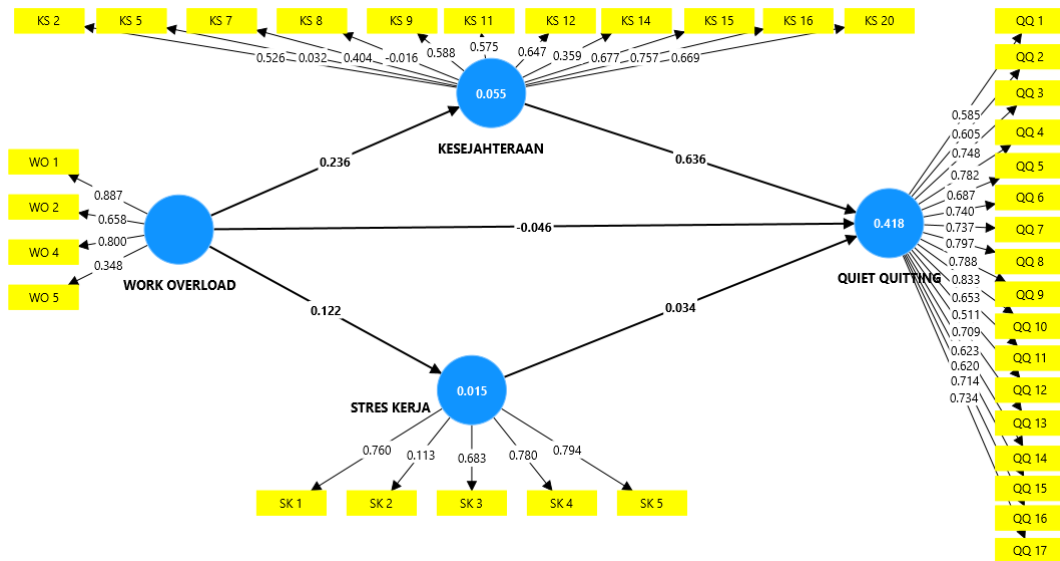 KS 2 KS 5 KS 7 KS 8 KS 9 KS 11 KS 12 KS 14 KS 15 KS 16 KS 20
0.526 0.032 0.404 -0.016 0.588 0.575 0.647 0.359 0.677 0.757 0.669
0.055
KESEJAHTERAAN
0.236
0.636
WO 1
WO 2
WO 4
WO 5
0.887
0.658
0.800
0.348
WORK OVERLOAD
-0.046
0.122
0.034
0.418
QUIET QUITTING
0.015
STRES KERJA
0.760 0.113 0.683 0.780 0.794
SK 1 SK 2 SK 3 SK 4 SK 5
0.585
0.605
0.748
0.782
0.687
0.740
0.737
0.797
0.788
0.833
0.653
0.511
0.709
0.623
0.620
0.714
0.734
QQ 1
QQ 2
QQ 3
QQ 4
QQ 5
QQ 6
QQ 7
QQ 8
QQ 9
QQ 10
QQ 11
QQ 12
QQ 13
QQ 14
QQ 15
QQ 16
QQ 17